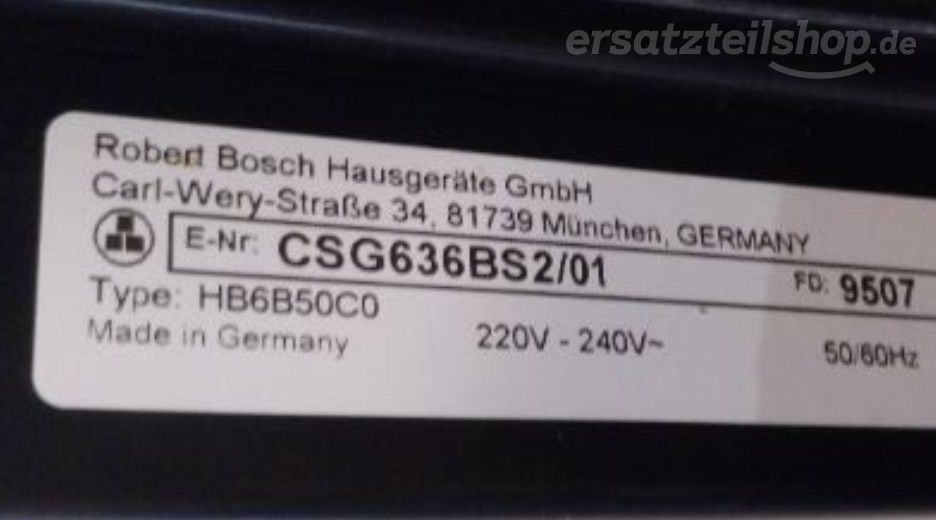 ersatzteilshop.de
Robert Bosch Hausgeräte GmbH
Carl-Wery-Straße 34, 81739 München, GERMANY
E-Nr: CSG636BS2/01 FD: 9507
Type: HB6B50C0
Made in Germany 220V - 240V~ 50/60Hz